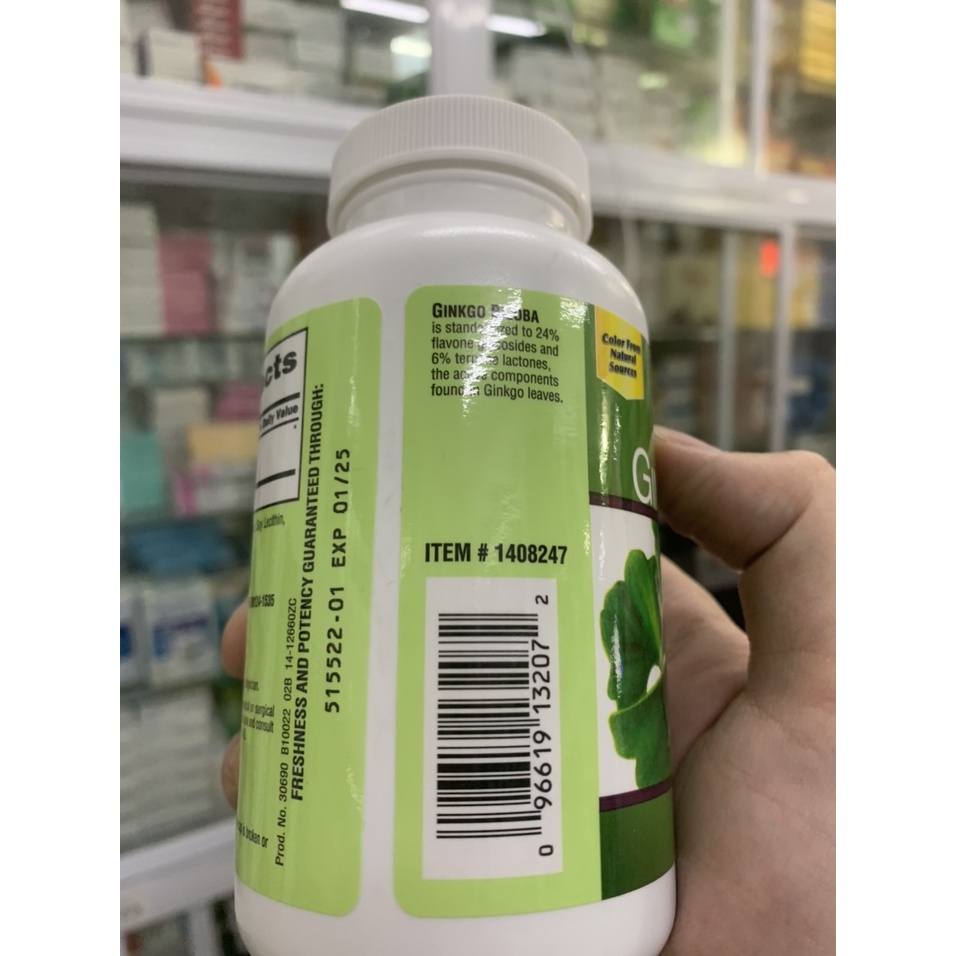 cts
Daily Value
Soy Lecithin,
Prod. No. 30690 B10022 02B 14-12660ZC
FRESHNESS AND POTENCY GUARANTEED THROUGH:
515522-01 EXP 01/25
GINKGO BILOBA
is standardized to 24%
flavone glycosides and
6% terpene lactones,
the active components
found in Ginkgo leaves.
ITEM # 1408247
0 96619 13207 2
Color From
Natural
Sources
G